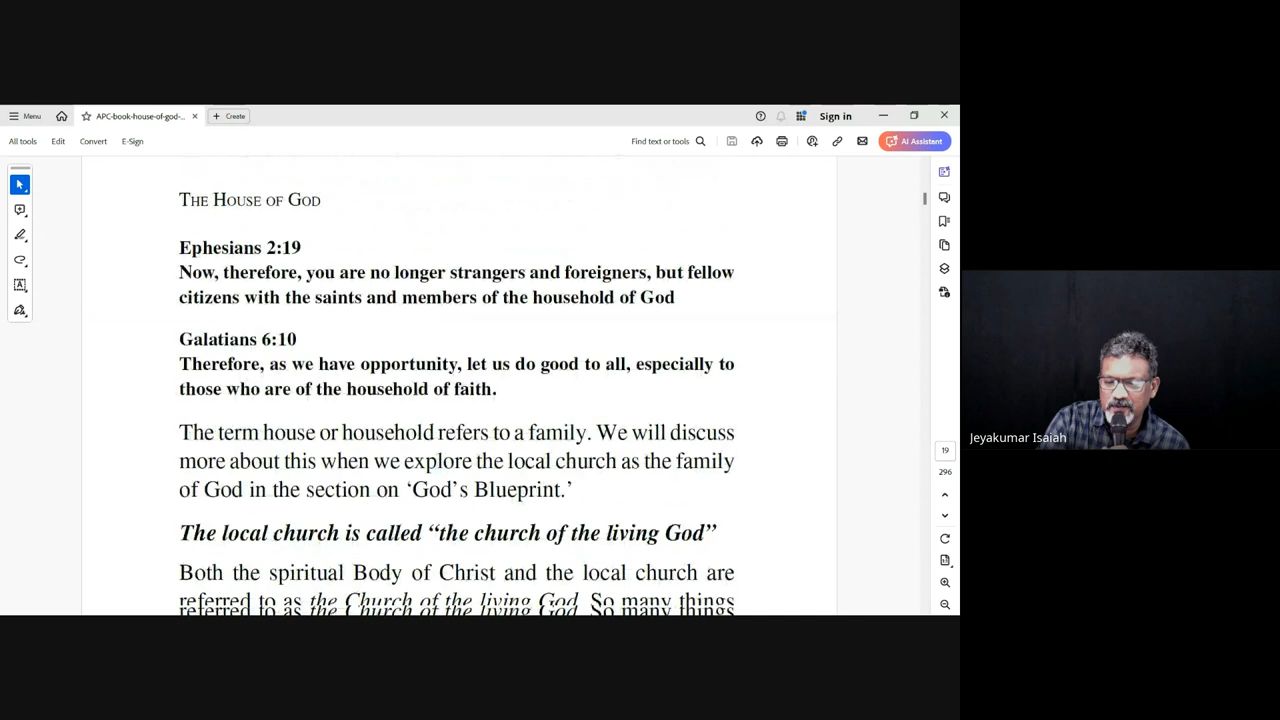 Menu
APC-book-house-of-god-...
Create
Sign in
All tools
Edit
Convert
E-Sign
Find text or tools
AI Assistant
THE HOUSE OF GOD
Ephesians 2:19
Now, therefore, you are no longer strangers and foreigners, but fellow
citizens with the saints and members of the household of God
Galatians 6:10
Therefore, as we have opportunity, let us do good to all, especially to
those who are of the household of faith.
The term house or household refers to a family. We will discuss
more about this when we explore the local church as the family
of God in the section on ‘God’s Blueprint.’
The local church is called “the church of the living God”
Both the spiritual Body of Christ and the local church are
referred to as the Church of the living God. So many things
19
296
Jeyakumar Isaiah